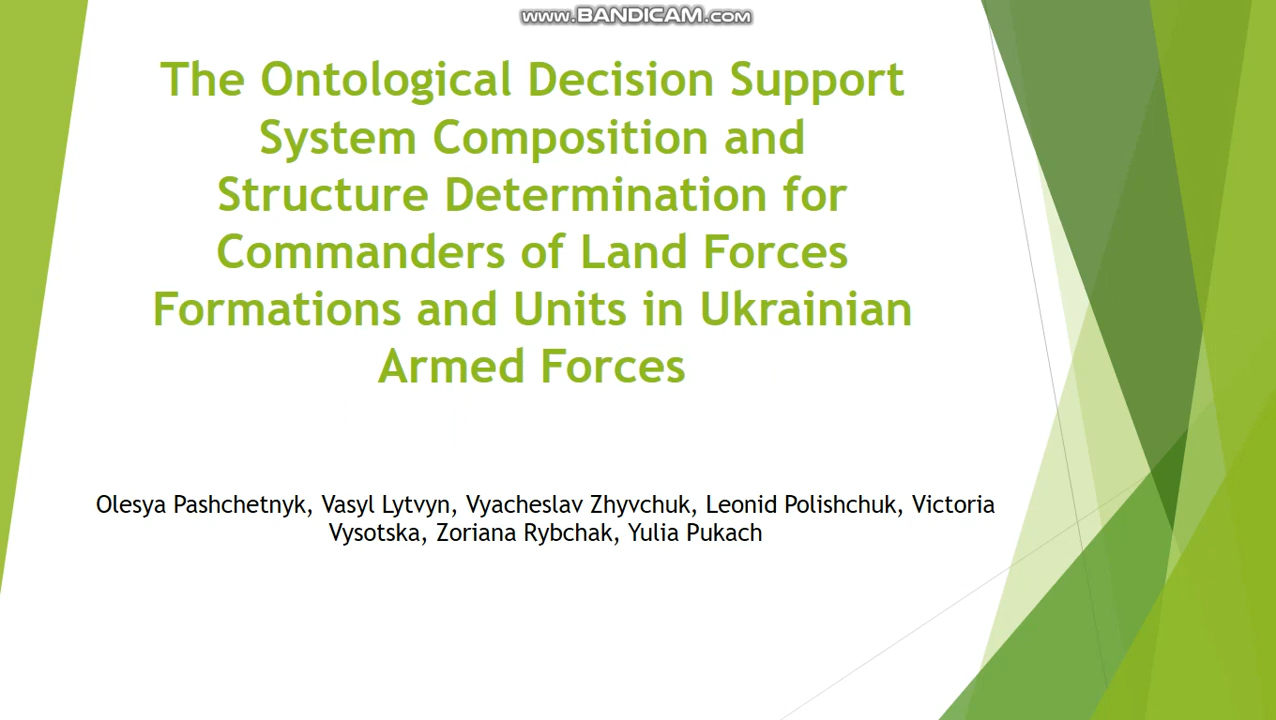 www.BANDICAM.com
The Ontological Decision Support
System Composition and
Structure Determination for
Commanders of Land Forces
Formations and Units in Ukrainian
Armed Forces
Olesya Pashchetnyk, Vasyl Lytvyn, Vyacheslav Zhyvchuk, Leonid Polishchuk, Victoria
Vysotska, Zoriana Rybchak, Yulia Pukach